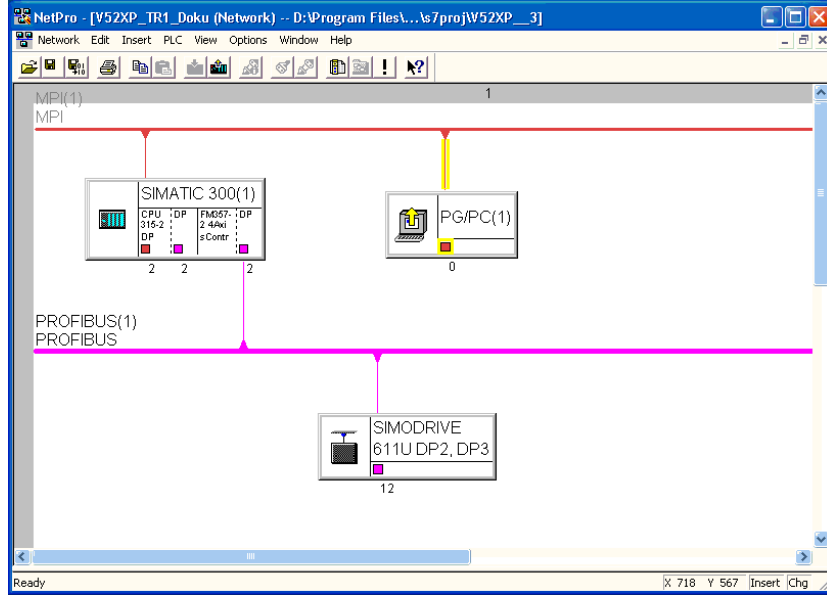 NetPro - [V52XP_TR1_Doku (Network) -- D:\Program Files\...\s7proj\V52XP__3]
Network Edit Insert PLC View Options Window Help
1
MPI(1)
MPI
SIMATIC 300(1)
CPU 315-2 DP
DP
FM357-2 4Axi sContr
DP
2 2 2
PG/PC(1)
0
PROFIBUS(1)
PROFIBUS
SIMODRIVE
611U DP2, DP3
12
Ready
X 718 Y 567 Insert Chg